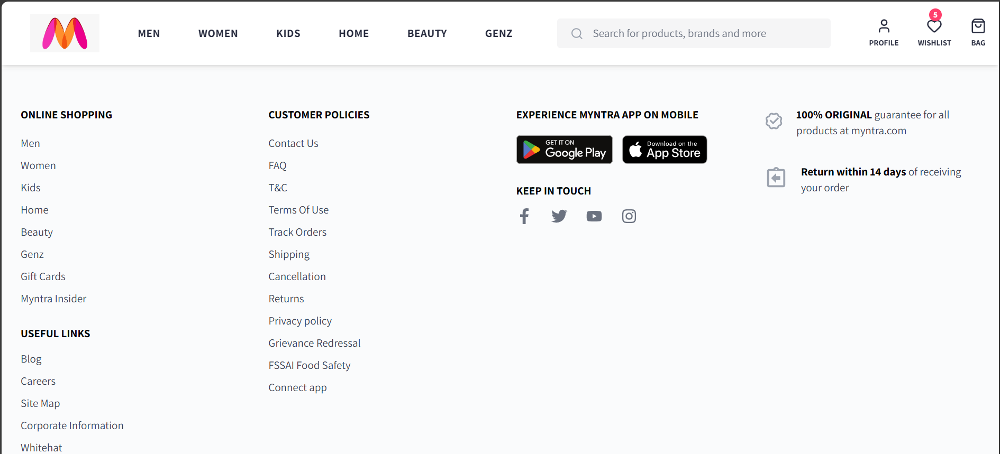 MEN
WOMEN
KIDS
HOME
BEAUTY
GENZ
Search for products, brands and more
PROFILE
5
WISHLIST
BAG
ONLINE SHOPPING
Men
Women
Kids
Home
Beauty
Genz
Gift Cards
Myntra Insider
USEFUL LINKS
Blog
Careers
Site Map
Corporate Information
Whitehat
CUSTOMER POLICIES
Contact Us
FAQ
T&C
Terms Of Use
Track Orders
Shipping
Cancellation
Returns
Privacy policy
Grievance Redressal
FSSAI Food Safety
Connect app
EXPERIENCE MYNTRA APP ON MOBILE
GET IT ON
Google Play
Download on the
App Store
KEEP IN TOUCH
100% ORIGINAL guarantee for all
products at myntra.com
Return within 14 days of receiving
your order